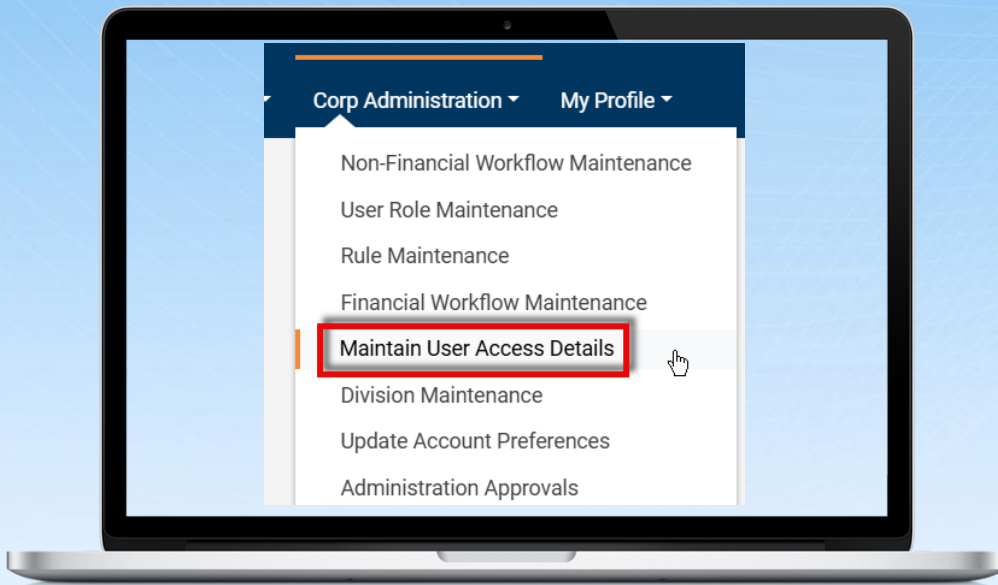 Corp Administration My Profile
Non-Financial Workflow Maintenance
User Role Maintenance
Rule Maintenance
Financial Workflow Maintenance
Maintain User Access Details
Division Maintenance
Update Account Preferences
Administration Approvals